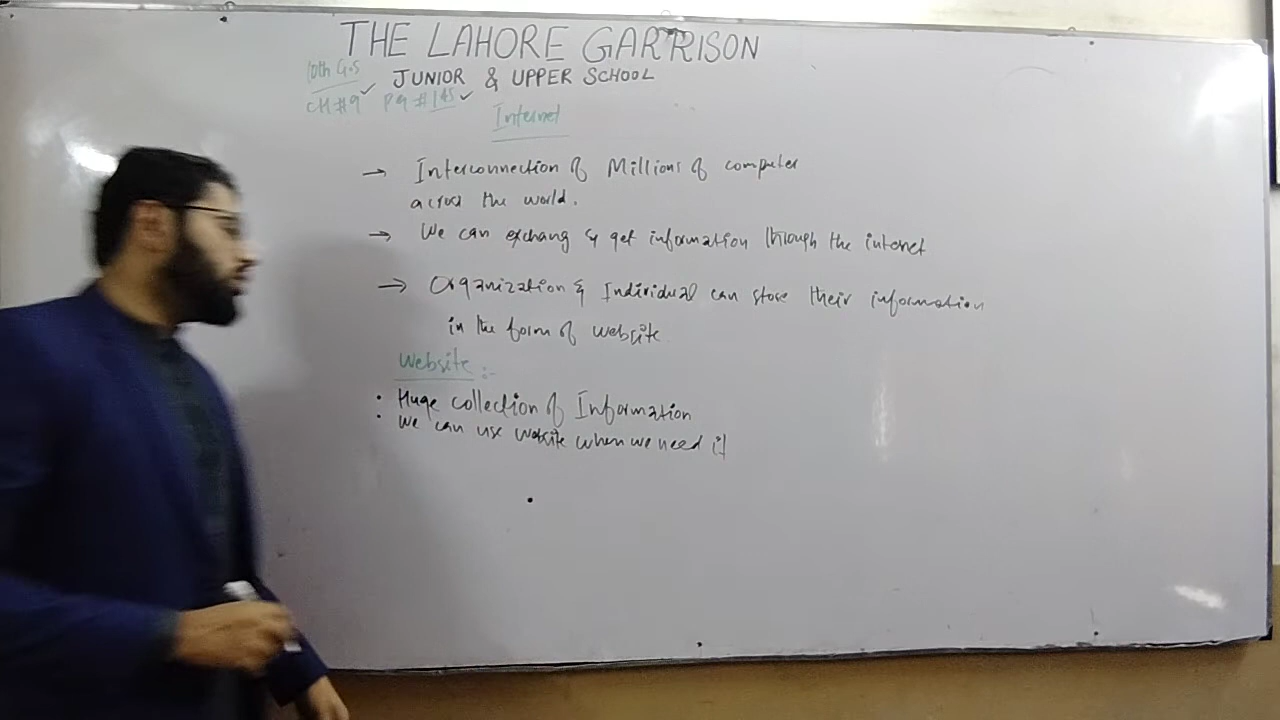 THE LAHORE GARRISON
10th G.S
JUNIOR & UPPER SCHOOL
CH #9 Pg #145
Internet
→ Interconnection of Millions of computer
across the world.
→ We can exchang & get information through the internet
→ Organization & Individual can store their information
in the form of website
Website :-
• Huge collection of Information
• We can use website when we need it